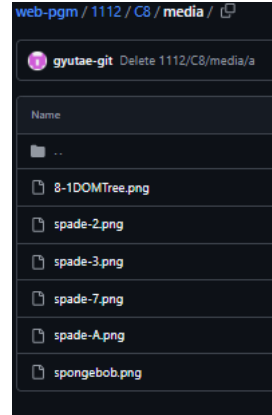 web-pgm / 1112 / C8 / media /
gyutae-git Delete 1112/C8/media/a
Name
..
8-1DOMTree.png
spade-2.png
spade-3.png
spade-7.png
spade-A.png
spongebob.png